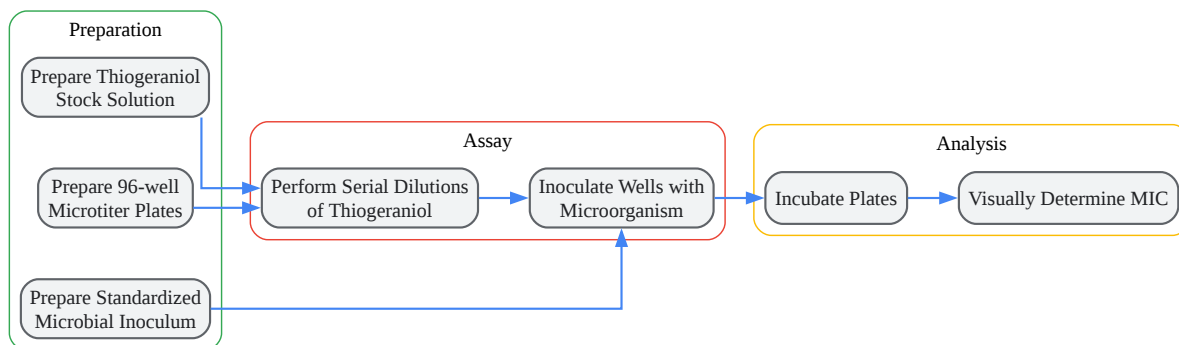 Preparation
Prepare Thiogeraniol
Stock Solution
Prepare 96-well
Microtiter Plates
Prepare Standardized
Microbial Inoculum
Assay
Perform Serial Dilutions
of Thiogeraniol
Inoculate Wells with
Microorganism
Analysis
Incubate Plates
Visually Determine MIC